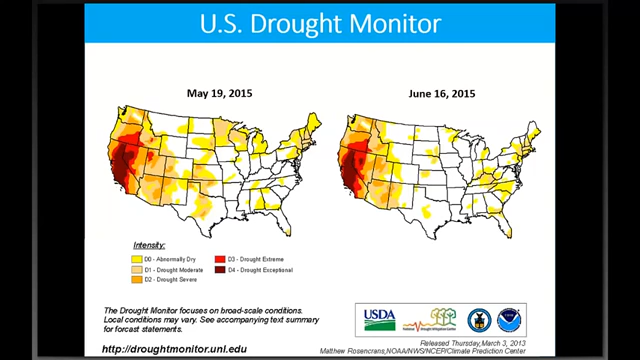 U.S. Drought Monitor
May 19, 2015
June 16, 2015
Intensity:
D0 - Abnormally Dry
D1 - Drought Moderate
D2 - Drought Severe
D3 - Drought Extreme
D4 - Drought Exceptional
The Drought Monitor focuses on broad-scale conditions.
Local conditions may vary. See accompanying text summary
for forcast statements.
http://droughtmonitor.unl.edu
USDA
Released Thursday,March 3, 2013
Matthew Rosencrans,NOAA/NWS/NCEP/Climate Prediction Center